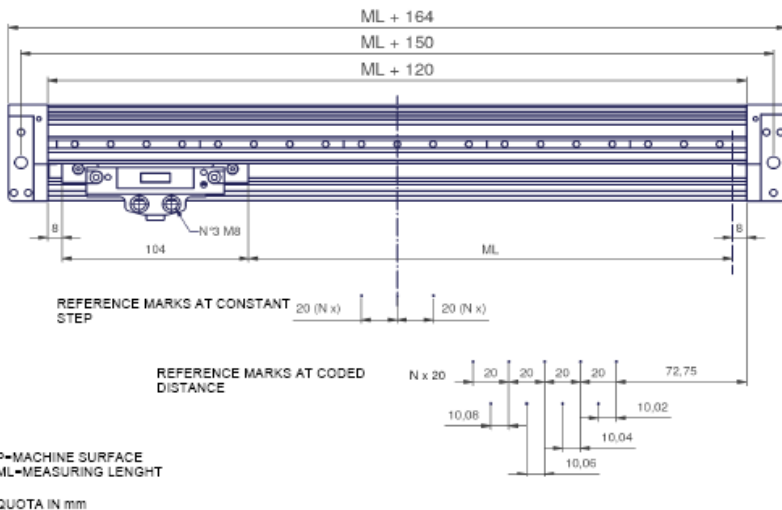 ML + 164
ML + 150
ML + 120
N°3 M8
8
104
ML
8
REFERENCE MARKS AT CONSTANT
STEP
20 (N x)
20 (N x)
REFERENCE MARKS AT CODED
DISTANCE
N x 20
20
20
20
20
72,75
10,08
10,02
10,04
10,06
P=MACHINE SURFACE
ML=MEASURING LENGHT
QUOTA IN mm